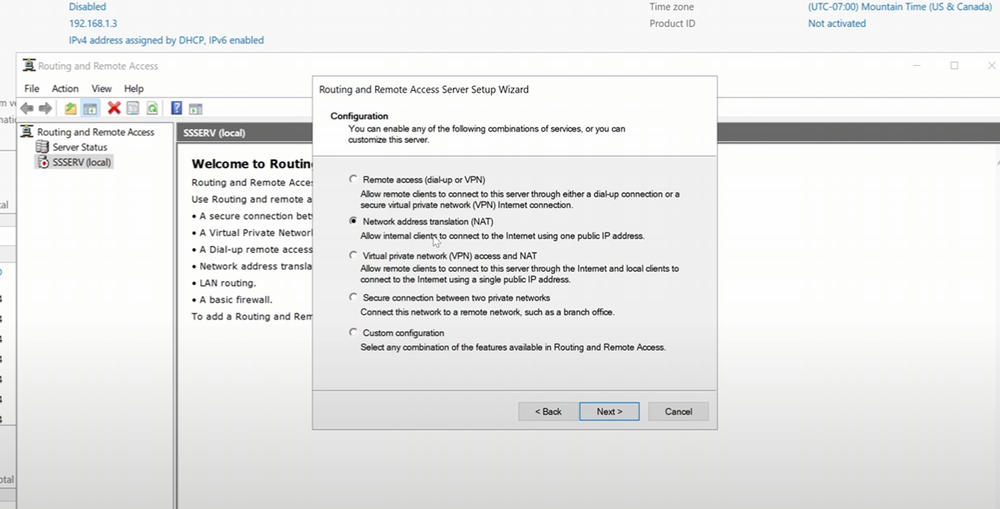 Disabled
Time zone
(UTC-07:00) Mountain Time (US & Canada)
192.168.1.3
Product ID
Not activated
IPv4 address assigned by DHCP, IPv6 enabled
Routing and Remote Access
File Action View Help
Routing and Remote Access
Server Status
SSSERV (local)
SSSERV (local)
Welcome to Routin
Routing and Remote Acce
Use Routing and remote a
• A secure connection bet
• A Virtual Private Networ
• A Dial-up remote access
• Network address transla
• LAN routing.
• A basic firewall.
To add a Routing and Rem
Routing and Remote Access Server Setup Wizard
Configuration
You can enable any of the following combinations of services, or you can
customize this server.
Remote access (dial-up or VPN)
Allow remote clients to connect to this server through either a dial-up connection or a
secure virtual private network (VPN) Internet connection.
Network address translation (NAT)
Allow internal clients to connect to the Internet using one public IP address.
Virtual private network (VPN) access and NAT
Allow remote clients to connect to this server through the Internet and local clients to
connect to the Internet using a single public IP address.
Secure connection between two private networks
Connect this network to a remote network, such as a branch office.
Custom configuration
Select any combination of the features available in Routing and Remote Access.
< Back
Next >
Cancel